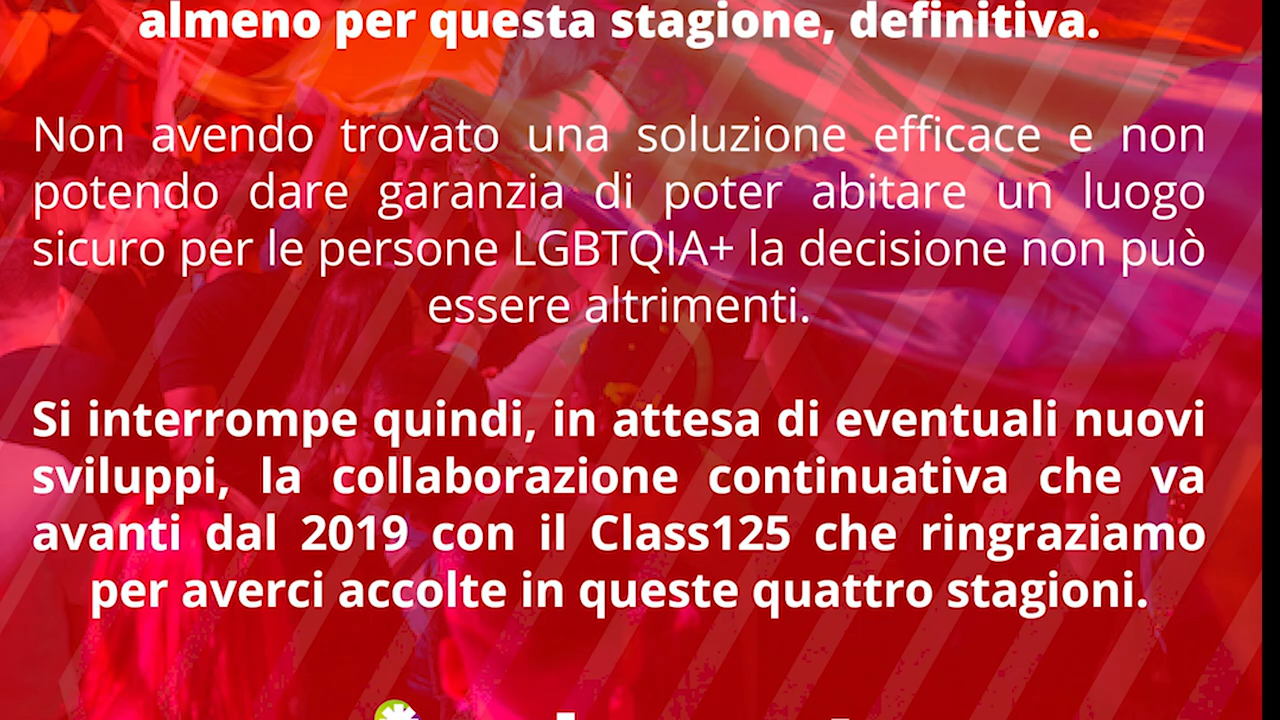 almeno per questa stagione, definitiva.
Non avendo trovato una soluzione efficace e non
potendo dare garanzia di poter abitare un luogo
sicuro per le persone LGBTQIA+ la decisione non può
essere altrimenti.
Si interrompe quindi, in attesa di eventuali nuovi
sviluppi, la collaborazione continuativa che va
avanti dal 2019 con il Class125 che ringraziamo
per averci accolte in queste quattro stagioni.